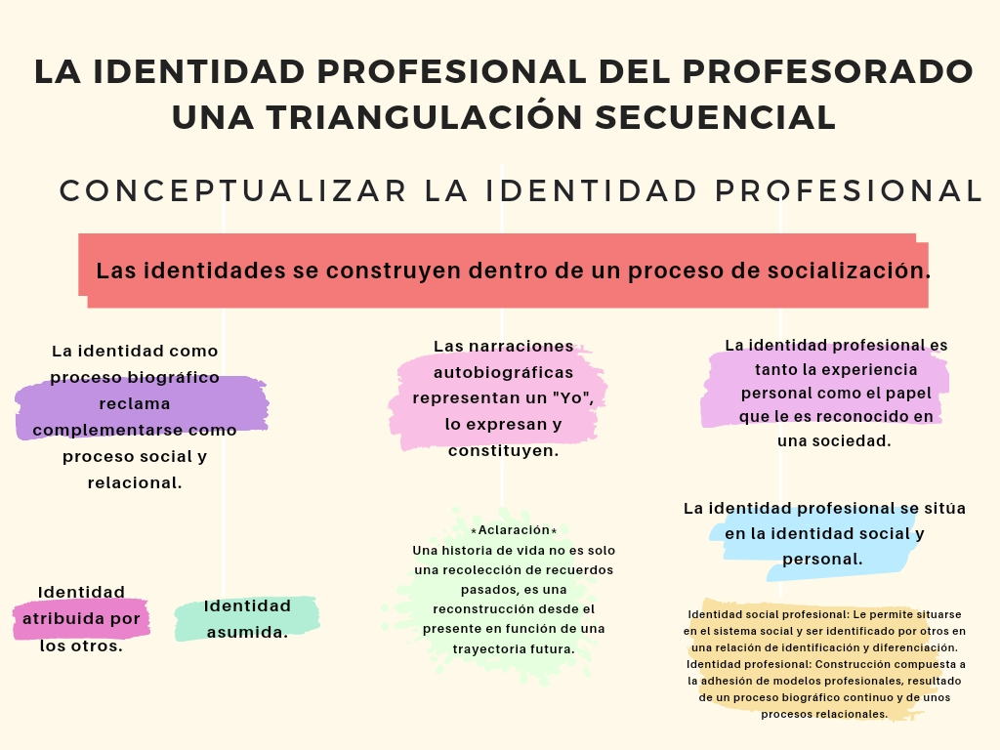 LA IDENTIDAD PROFESIONAL DEL PROFESORADO
UNA TRIANGULACIÓN SECUENCIAL
CONCEPTUALIZAR LA IDENTIDAD PROFESIONAL
Las identidades se construyen dentro de un proceso de socialización.
La identidad como
proceso biográfico
reclama
complementarse como
proceso social y
relacional.
Identidad
atribuida por
los otros.
Identidad
asumida.
Las narraciones
autobiográficas
representan un "Yo",
lo expresan y
constituyen.
*Aclaración*
Una historia de vida no es solo
una recolección de recuerdos
pasados, es una
reconstrucción desde el
presente en función de una
trayectoria futura.
La identidad profesional es
tanto la experiencia
personal como el papel
que le es reconocido en
una sociedad.
La identidad profesional se sitúa
en la identidad social y
personal.
Identidad social profesional: Le permite situarse
en el sistema social y ser identificado por otros en
una relación de identificación y diferenciación.
Identidad profesional: Construcción compuesta a
la adhesión de modelos profesionales, resultado
de un proceso biográfico continuo y de unos
procesos relacionales.